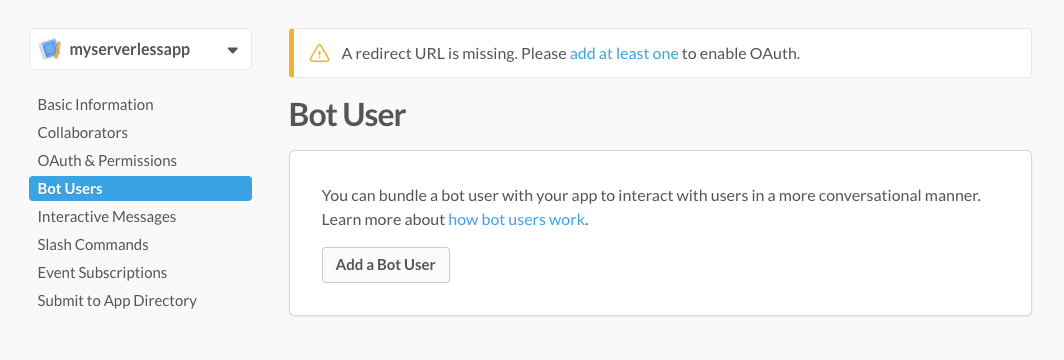 myserverlessapp
A redirect URL is missing. Please add at least one to enable OAuth.
Basic Information
Collaborators
OAuth & Permissions
Bot Users
Interactive Messages
Slash Commands
Event Subscriptions
Submit to App Directory
Bot User
You can bundle a bot user with your app to interact with users in a more conversational manner.
Learn more about how bot users work.
Add a Bot User